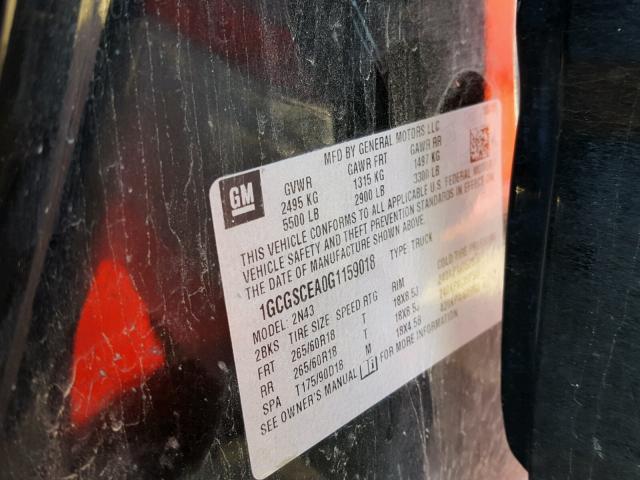 MFD BY GENERAL MOTORS LLC
GM
GVWR GAWR FRT GAWR RR
2495 KG 1315 KG 1497 KG
5500 LB 2900 LB 3300 LB
THIS VEHICLE CONFORMS TO ALL APPLICABLE U.S. FEDERAL MOTOR
VEHICLE SAFETY AND THEFT PREVENTION STANDARDS IN EFFECT ON
THE DATE OF MANUFACTURE SHOWN ABOVE.
1GCGSCEA0G1159018 TYPE: TRUCK
MODEL: 2N43
2BKS TIRE SIZE SPEED RTG RIM COLD TIRE
FRT 265/60R18 T 18X8.5J
RR 265/60R18 T 18X8.5J
SPA T175/90D18 M 18X4.5B
SEE OWNER'S MANUAL FOR MORE INFORMATION